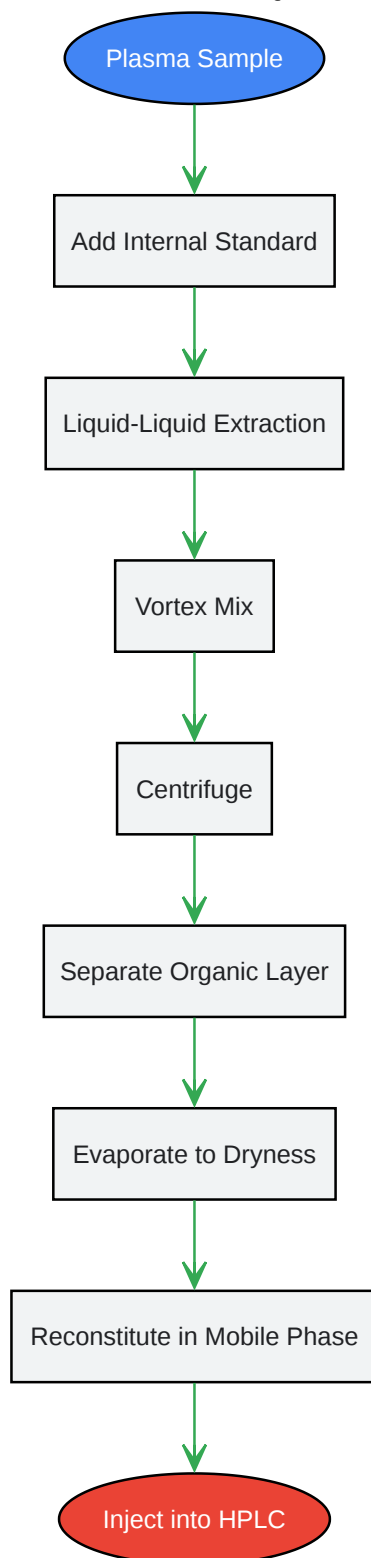 Plasma Sample
Add Internal Standard
Liquid-Liquid Extraction
Vortex Mix
Centrifuge
Separate Organic Layer
Evaporate to Dryness
Reconstitute in Mobile Phase
Inject into HPLC